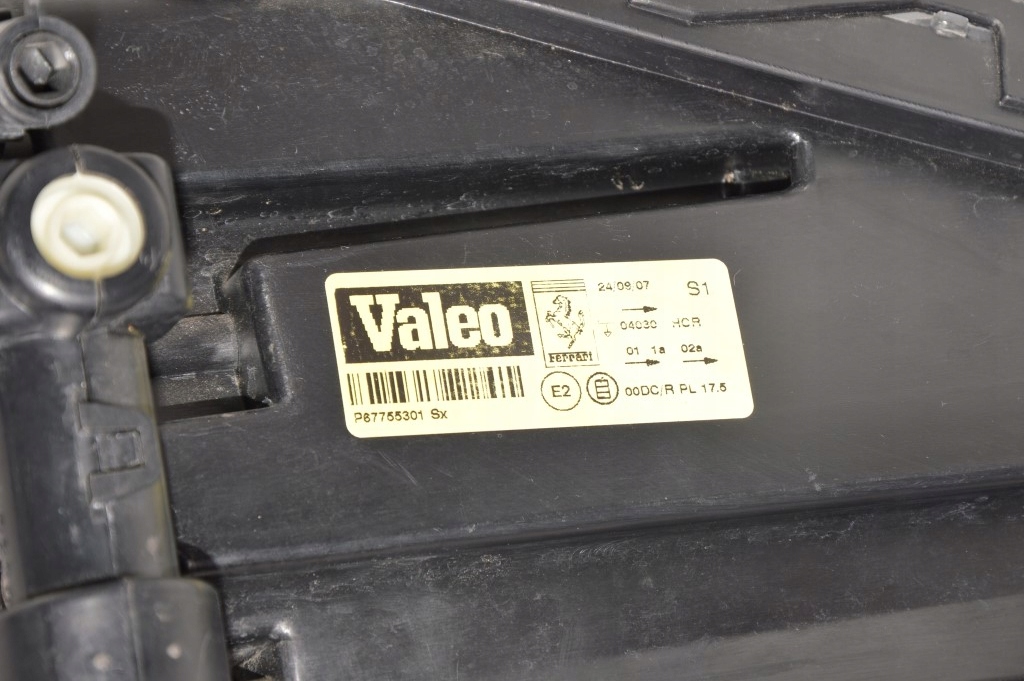 Valeo
P67755301 Sx
Ferrari
24/09/07 S1
04030 HCR
01 1a 02a
E2
00DC/R PL 17.5